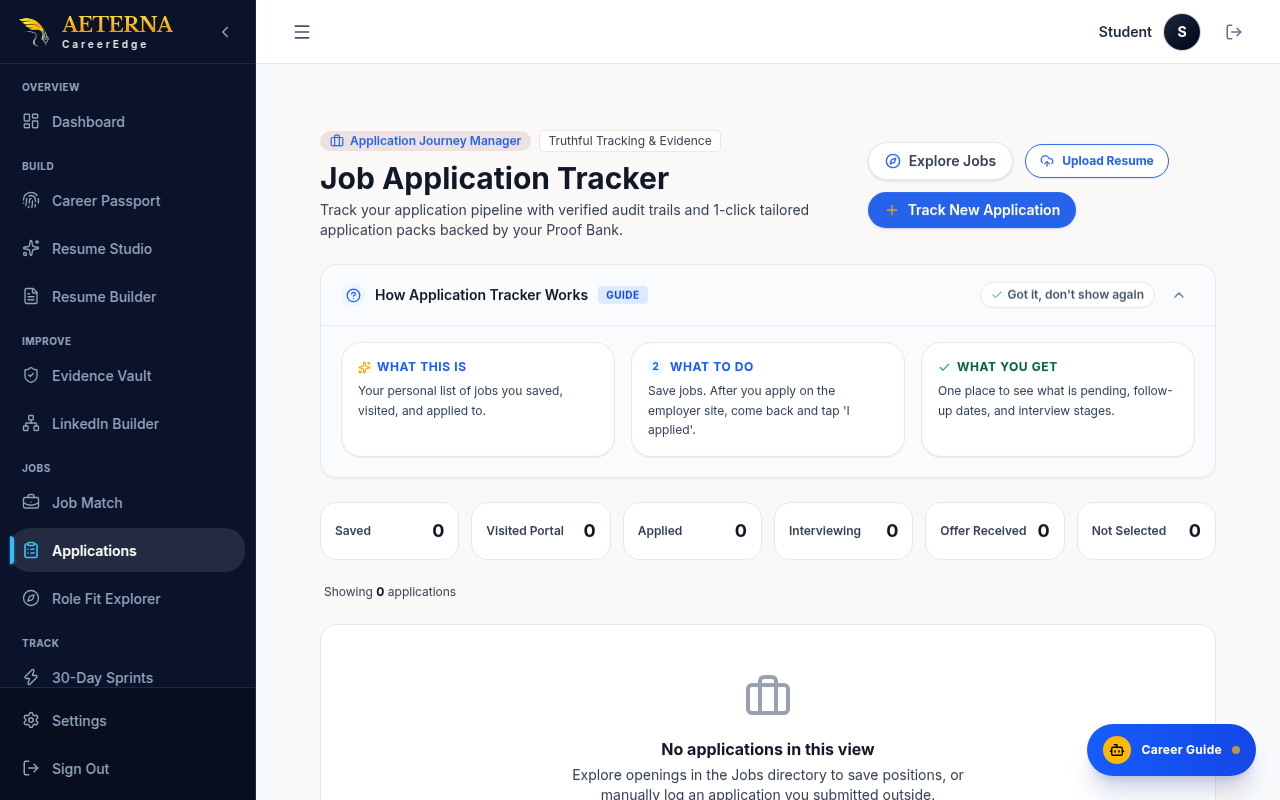 AETERNA
CareerEdge
Student
S
OVERVIEW
Dashboard
BUILD
Career Passport
Resume Studio
Resume Builder
IMPROVE
Evidence Vault
LinkedIn Builder
JOBS
Job Match
Applications
Role Fit Explorer
TRACK
30-Day Sprints
Settings
Sign Out
Application Journey Manager
Truthful Tracking & Evidence
Job Application Tracker
Track your application pipeline with verified audit trails and 1-click tailored
application packs backed by your Proof Bank.
Explore Jobs
Upload Resume
Track New Application
How Application Tracker Works
GUIDE
Got it, don't show again
WHAT THIS IS
Your personal list of jobs you saved,
visited, and applied to.
2 WHAT TO DO
Save jobs. After you apply on the
employer site, come back and tap 'I
applied'.
WHAT YOU GET
One place to see what is pending, follow-
up dates, and interview stages.
Saved 0
Visited Portal 0
Applied 0
Interviewing 0
Offer Received 0
Not Selected 0
Showing 0 applications
No applications in this view
Explore openings in the Jobs directory to save positions, or
manually log an application you submitted outside.
Career Guide